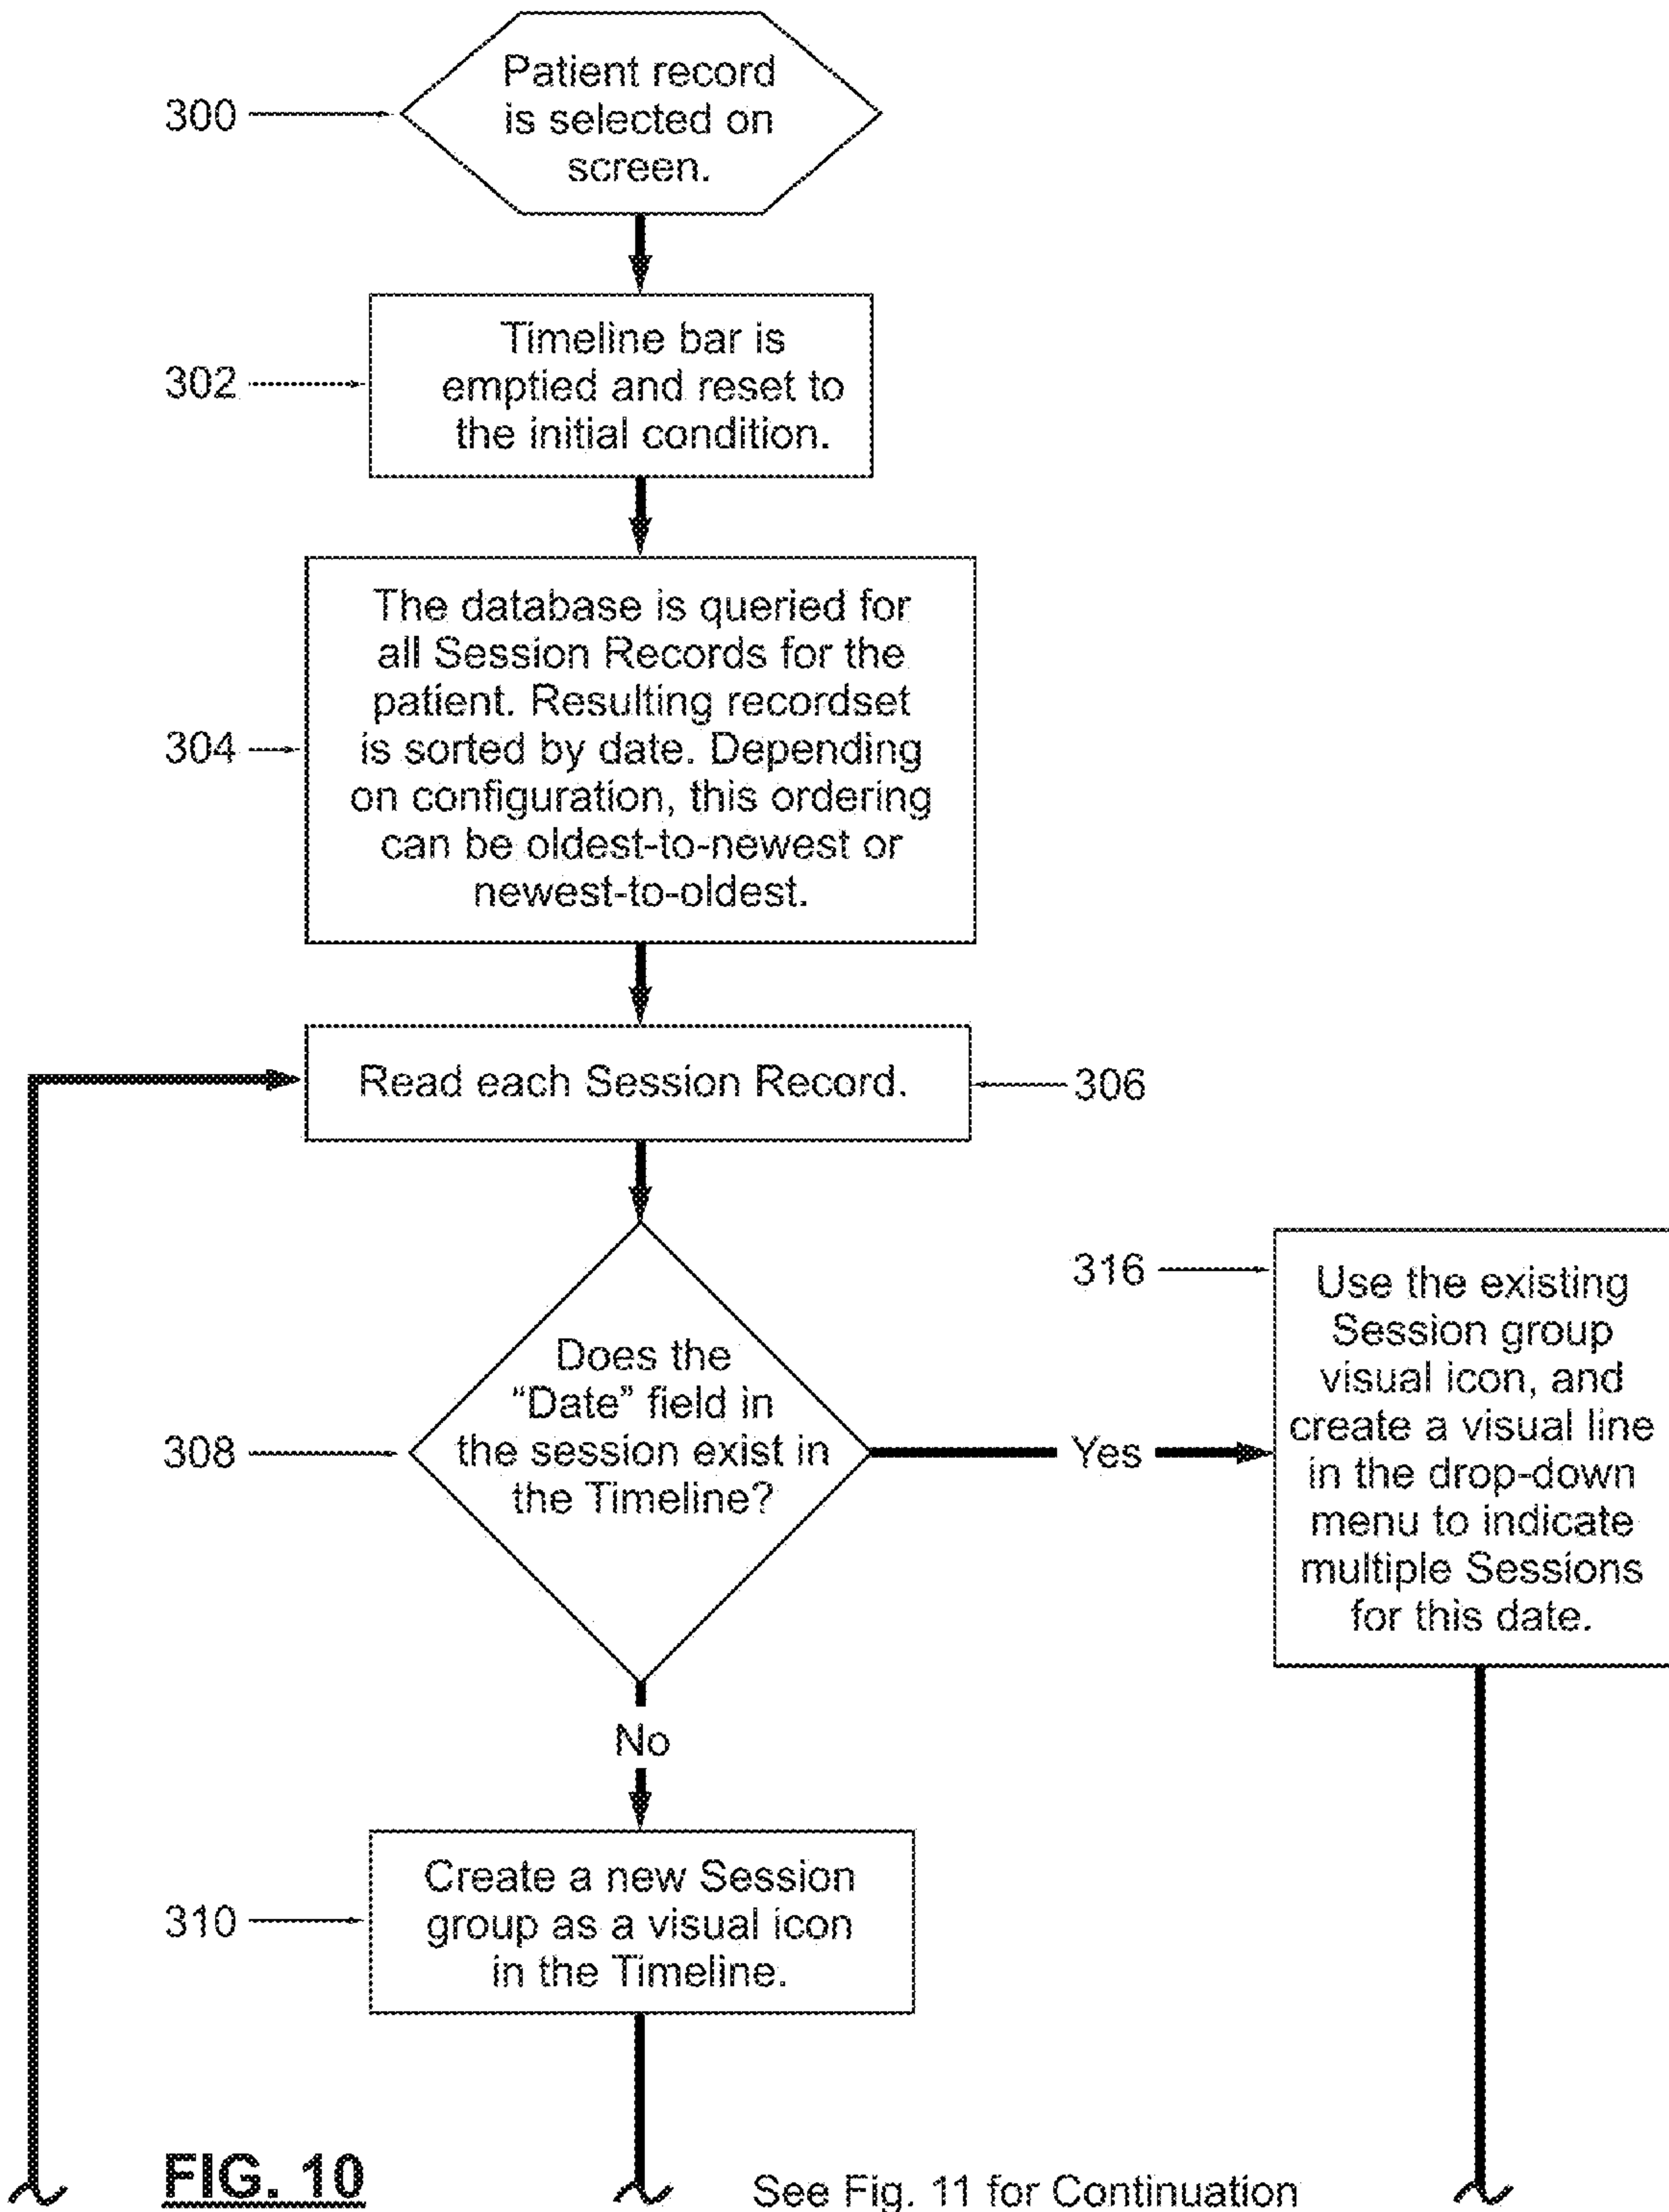 300
Patient record
is selected on
screen.
302
Timeline bar is
emptied and reset to
the initial condition.
304
The database is queried for
all Session Records for the
patient. Resulting recordset
is sorted by date. Depending
on configuration, this ordering
can be oldest-to-newest or
newest-to-oldest.
Read each Session Record.
306
308
Does the
“Date” field in
the session exist in
the Timeline?
Yes
316
Use the existing
Session group
visual icon, and
create a visual line
in the drop-down
menu to indicate
multiple Sessions
for this date.
No
310
Create a new Session
group as a visual icon
in the Timeline.
FIG. 10
See Fig. 11 for Continuation